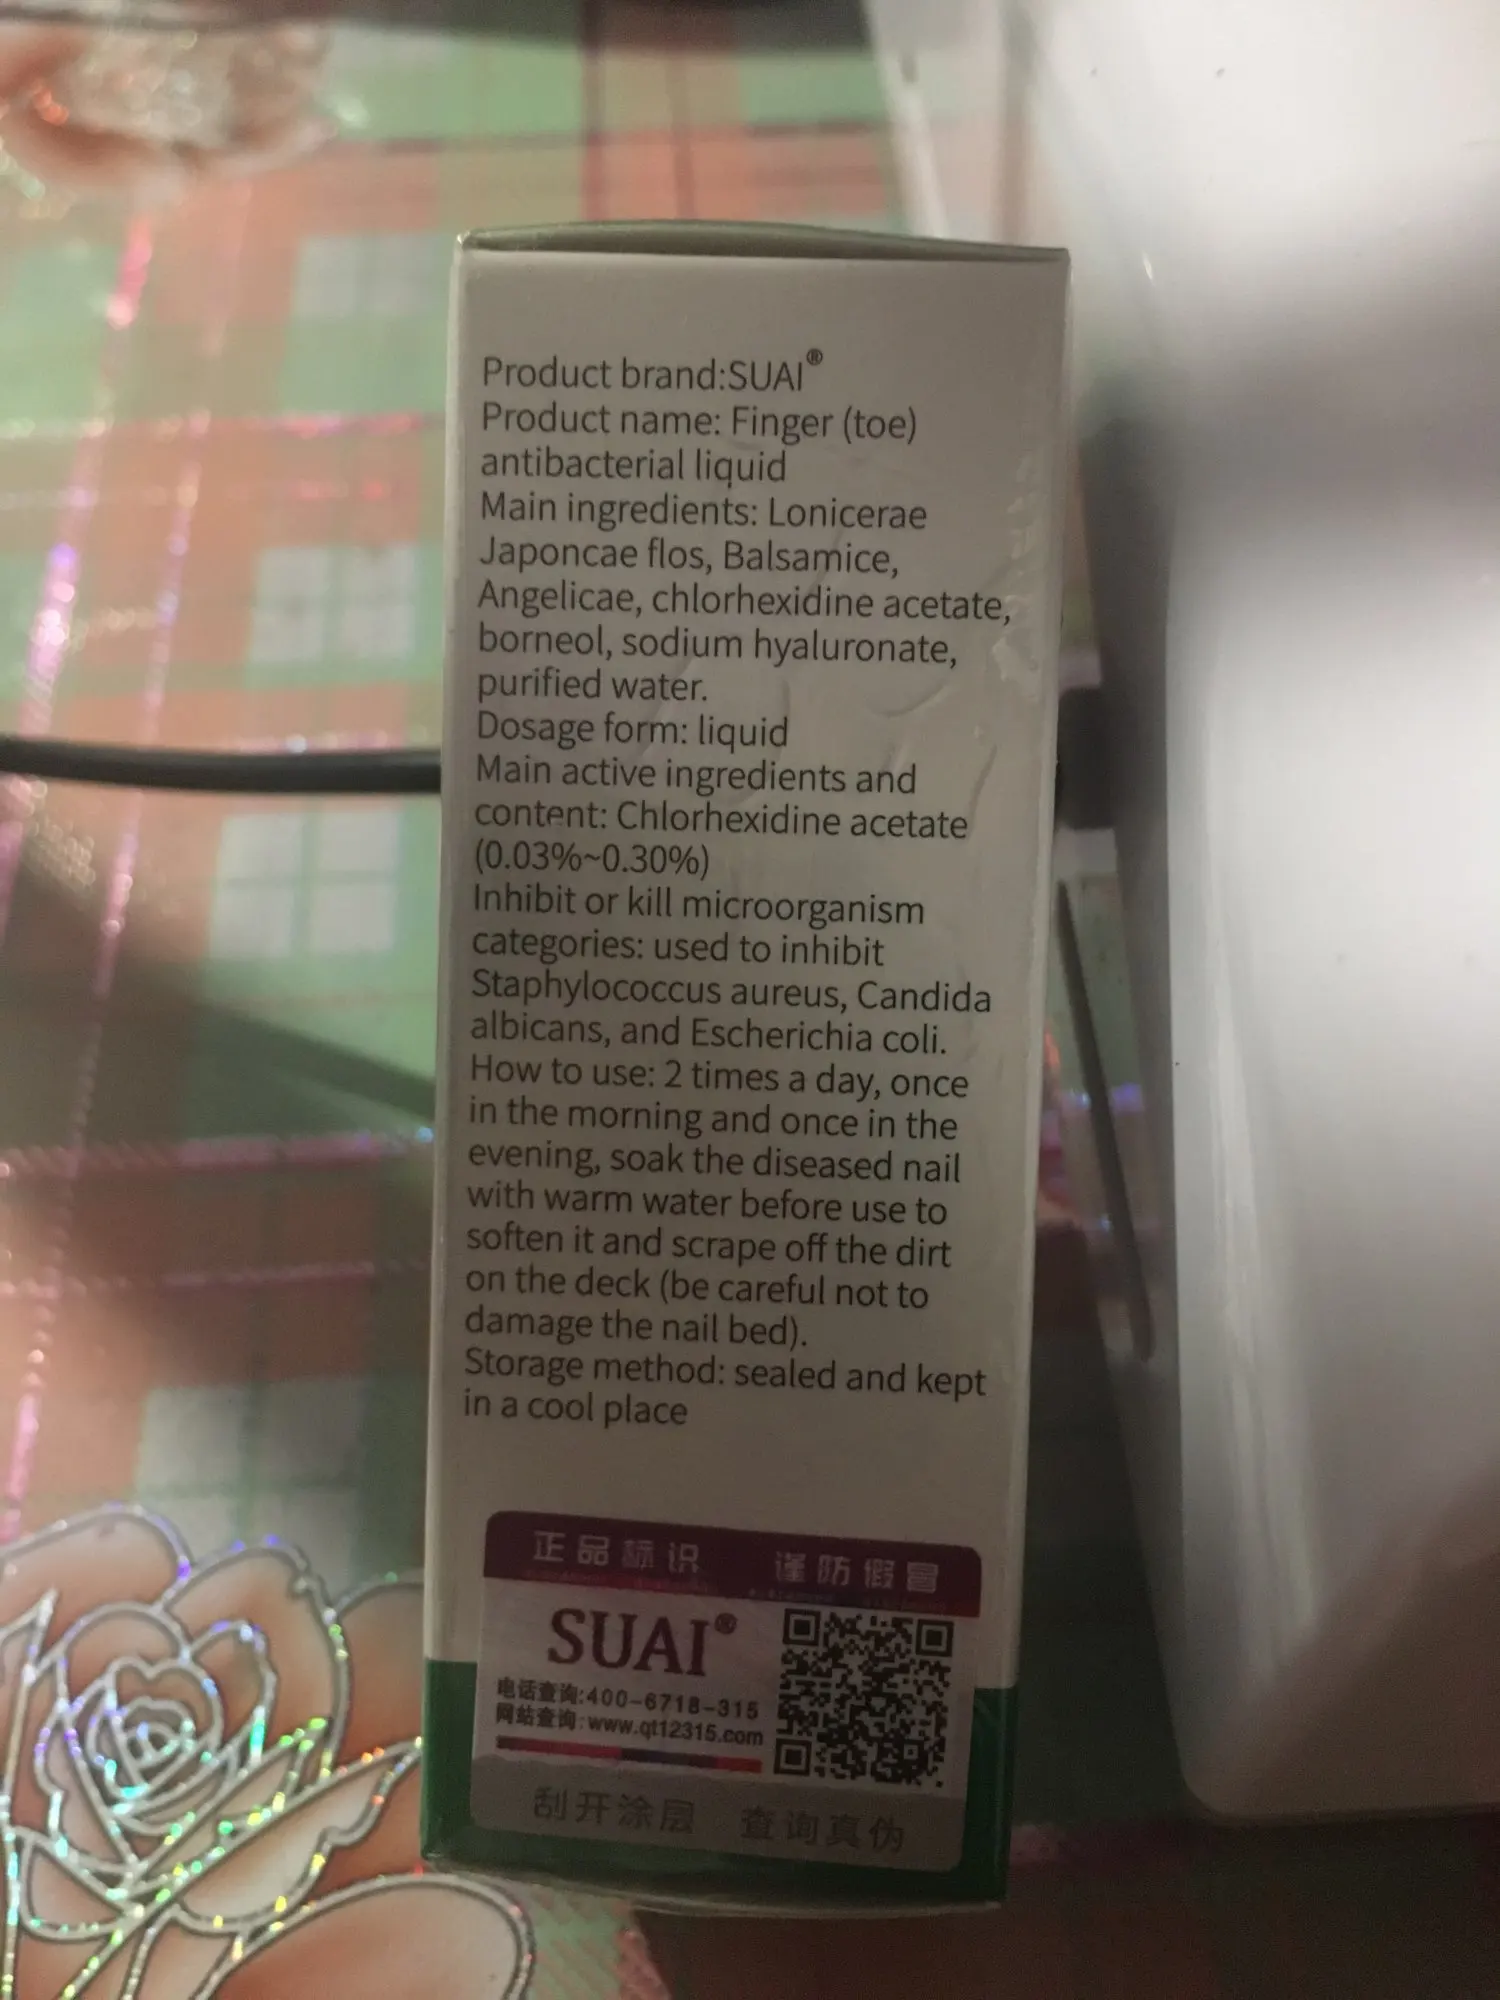 Product brand:SUAI®
Product name: Finger (toe)
antibacterial liquid
Main ingredients: Lonicerae
Japoncae flos, Balsamice,
Angelicae, chlorhexidine acetate,
borneol, sodium hyaluronate,
purified water.
Dosage form: liquid
Main active ingredients and
content: Chlorhexidine acetate
(0.03%~0.30%)
Inhibit or kill microorganism
categories: used to inhibit
Staphylococcus aureus, Candida
albicans, and Escherichia coli.
How to use: 2 times a day, once
in the morning and once in the
evening, soak the diseased nail
with warm water before use to
soften it and scrape off the dirt
on the deck (be careful not to
damage the nail bed).
Storage method: sealed and kept
in a cool place
正品标识 谨防假冒
SUAI®
电话查询:400-6718-315
网站查询:www.qt12315.com
刮开涂层 查询真伪